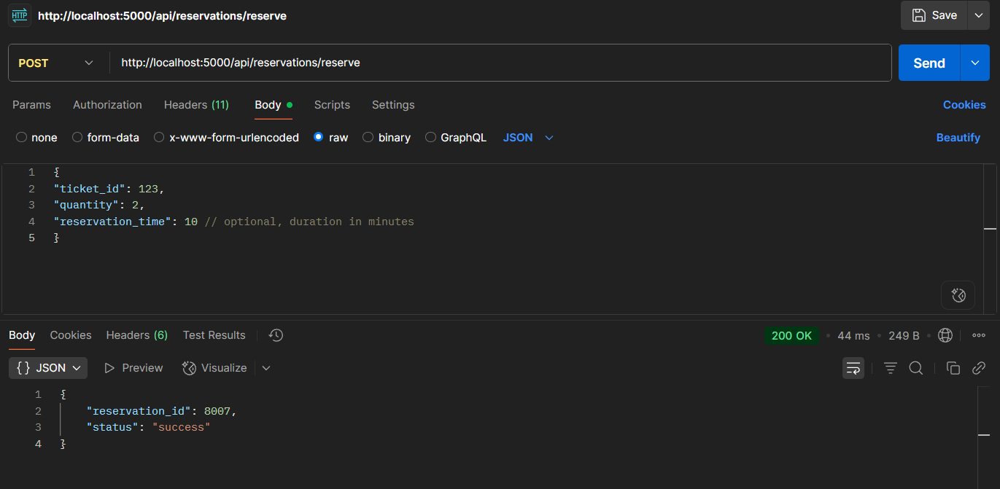 HTTP http://localhost:5000/api/reservations/reserve Save
POST http://localhost:5000/api/reservations/reserve Send
Params Authorization Headers (11) Body Scripts Settings Cookies
none form-data x-www-form-urlencoded raw binary GraphQL JSON Beautify
1 {
2 "ticket_id": 123,
3 "quantity": 2,
4 "reservation_time": 10 // optional, duration in minutes
5 }
Body Cookies Headers (6) Test Results 200 OK • 44 ms • 249 B •
{} JSON Preview Visualize
1 {
2 "reservation_id": 8007,
3 "status": "success"
4 }